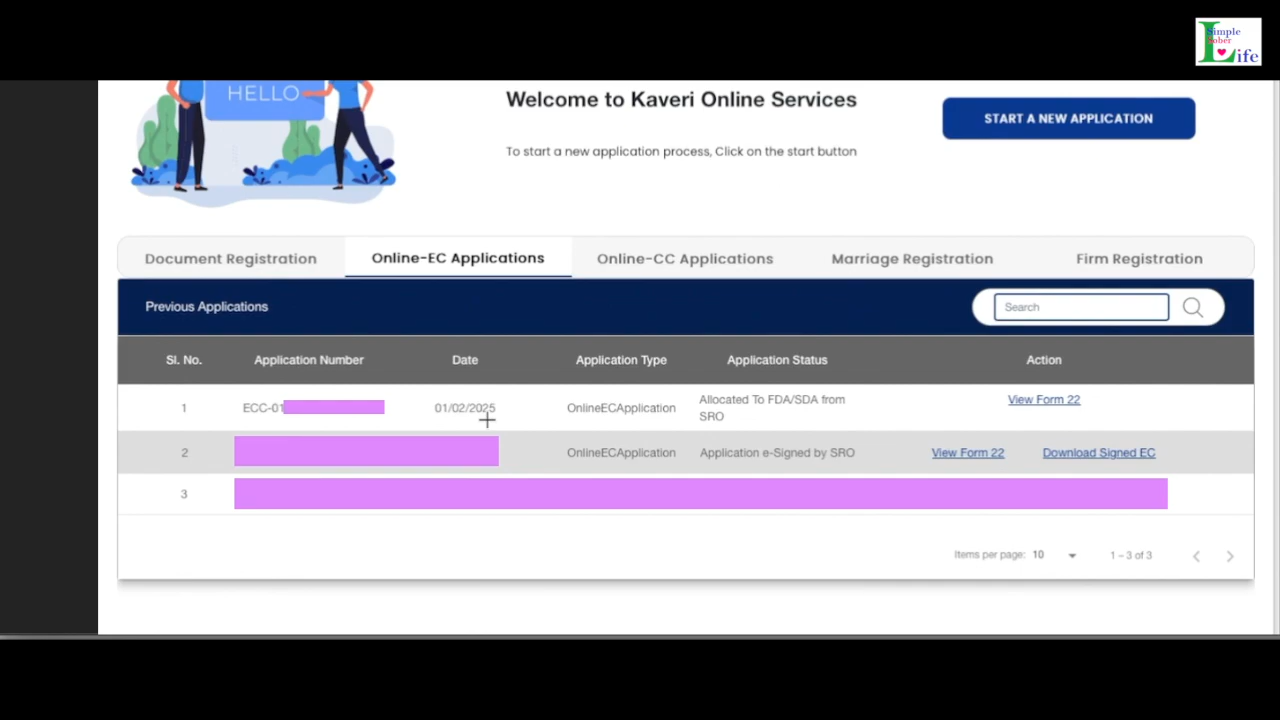 Simple
Sober
Life
HELLO
Welcome to Kaveri Online Services
START A NEW APPLICATION
To start a new application process, Click on the start button
Document Registration Online-EC Applications Online-CC Applications Marriage Registration Firm Registration
Previous Applications Search
Sl. No. Application Number Date Application Type Application Status Action
1 ECC-01 01/02/2025 OnlineECApplication Allocated To FDA/SDA from SRO View Form 22
2 OnlineECApplication Application e-Signed by SRO View Form 22 Download Signed EC
3
Items per page: 10 1 – 3 of 3